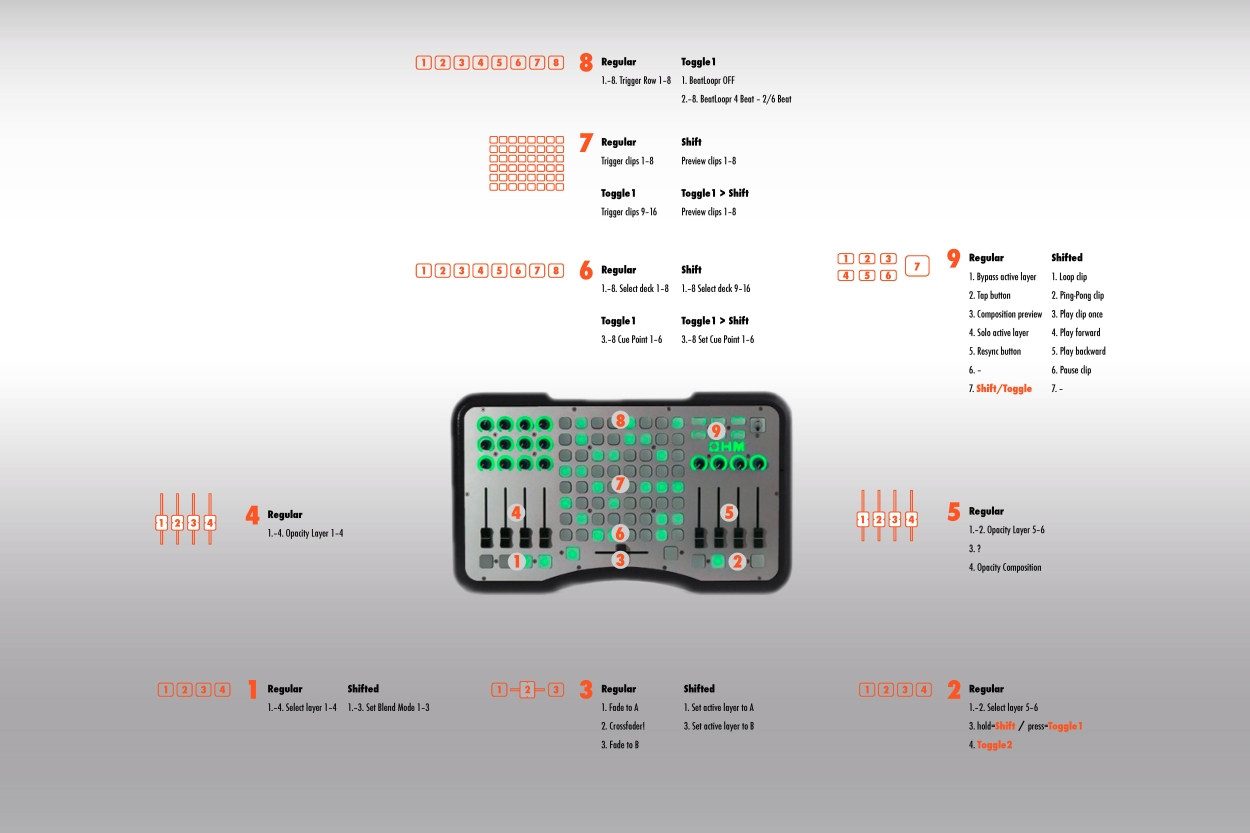 1 2 3 4 5 6 7 8
8 Regular Toggle1
1.-8. Trigger Row 1-8 1. BeatLoopr OFF
2.-8. BeatLoopr 4 Beat - 2/6 Beat
7 Regular Shift
Trigger clips 1-8 Preview clips 1-8
Toggle1 Toggle1 > Shift
Trigger clips 9-16 Preview clips 1-8
1 2 3 4 5 6 7 8
6 Regular Shift
1.-8. Select deck 1-8 1.-8 Select deck 9-16
Toggle1 Toggle1 > Shift
3.-8 Cue Point 1-6 3.-8 Set Cue Point 1-6
1 2 3
4 5 6
7
9 Regular Shifted
1. Bypass active layer 1. Loop clip
2. Tap button 2. Ping-Pong clip
3. Composition preview 3. Play clip once
4. Solo active layer 4. Play forward
5. Resync button 5. Play backward
6. - 6. Pause clip
7. Shift/Toggle 7. -
8
9
OHM
7
4
5
6
1
3
2
1 2 3 4
4 Regular
1.-4. Opacity Layer 1-4
1 2 3 4
5 Regular
1.-2. Opacity Layer 5-6
3. ?
4. Opacity Composition
1 2 3 4
1 Regular Shifted
1.-4. Select layer 1-4 1.-3. Set Blend Mode 1-3
1 2 3
3 Regular Shifted
1. Fade to A 1. Set active layer to A
2. Crossfader! 3. Set active layer to B
3. Fade to B
1 2 3 4
2 Regular
1.-2. Select layer 5-6
3. hold=Shift / press=Toggle1
4. Toggle2